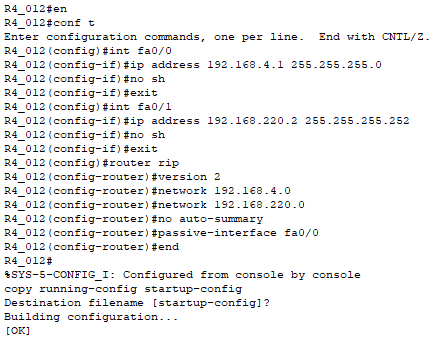 R4_012#en
R4_012#conf t
Enter configuration commands, one per line.  End with CNTL/Z.
R4_012(config)#int fa0/0
R4_012(config-if)#ip address 192.168.4.1 255.255.255.0
R4_012(config-if)#no sh
R4_012(config-if)#exit
R4_012(config)#int fa0/1
R4_012(config-if)#ip address 192.168.220.2 255.255.255.252
R4_012(config-if)#no sh
R4_012(config-if)#exit
R4_012(config)#router rip
R4_012(config-router)#version 2
R4_012(config-router)#network 192.168.4.0
R4_012(config-router)#network 192.168.220.0
R4_012(config-router)#no auto-summary
R4_012(config-router)#passive-interface fa0/0
R4_012(config-router)#end
R4_012#
%SYS-5-CONFIG_I: Configured from console by console
copy running-config startup-config
Destination filename [startup-config]?
Building configuration...
[OK]